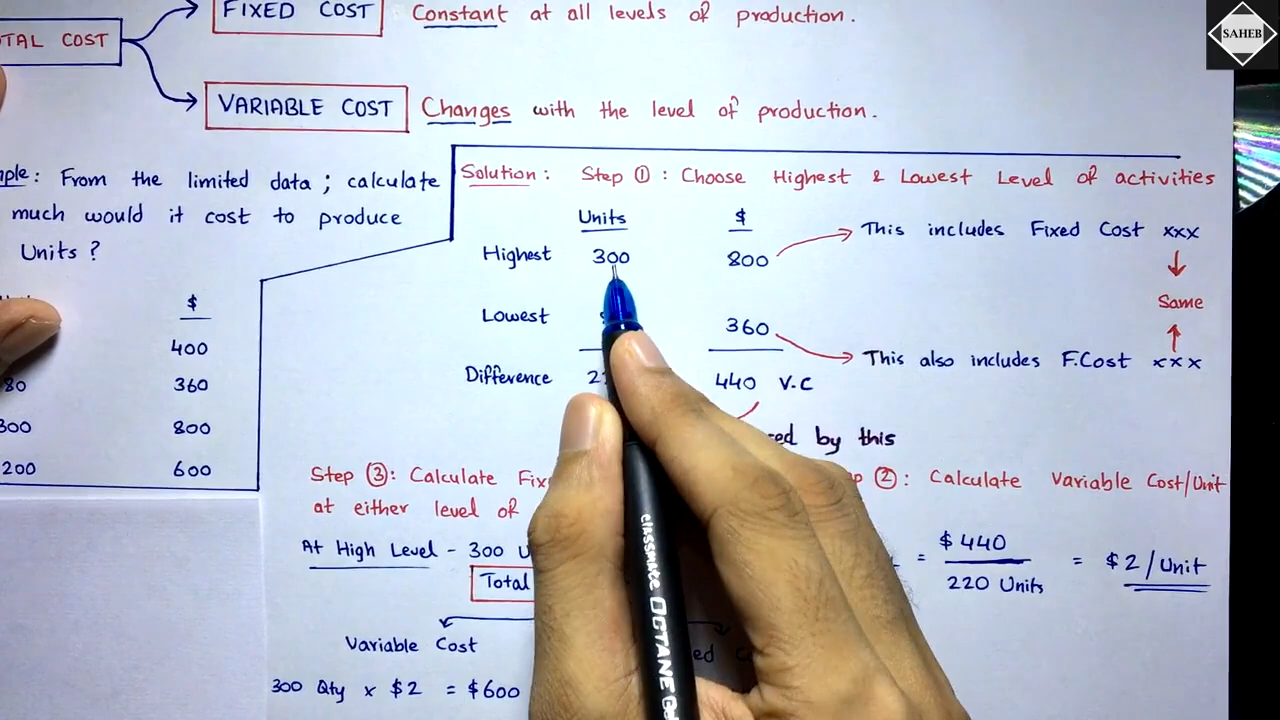 FIXED COST Constant at all levels of production.
TOTAL COST
SAHEB
VARIABLE COST Changes with the level of production.
: From the limited data ; calculate
much would it cost to produce
Units ?
$
400
80 360
300 800
200 600
Solution : Step ① : Choose Highest & Lowest Level of activities
Units $
Highest 300 800 This includes Fixed Cost xxx
Same
Lowest 360 This also includes F.Cost xxx
Difference 440 V.C
by this
Step ③ : Calculate
at either level of
② : Calculate Variable Cost/Unit
At High Level - 300
= $440 / 220 Units = $2/Unit
Total
Variable Cost
300 Qty x $2 = $600
classmate OCTANE